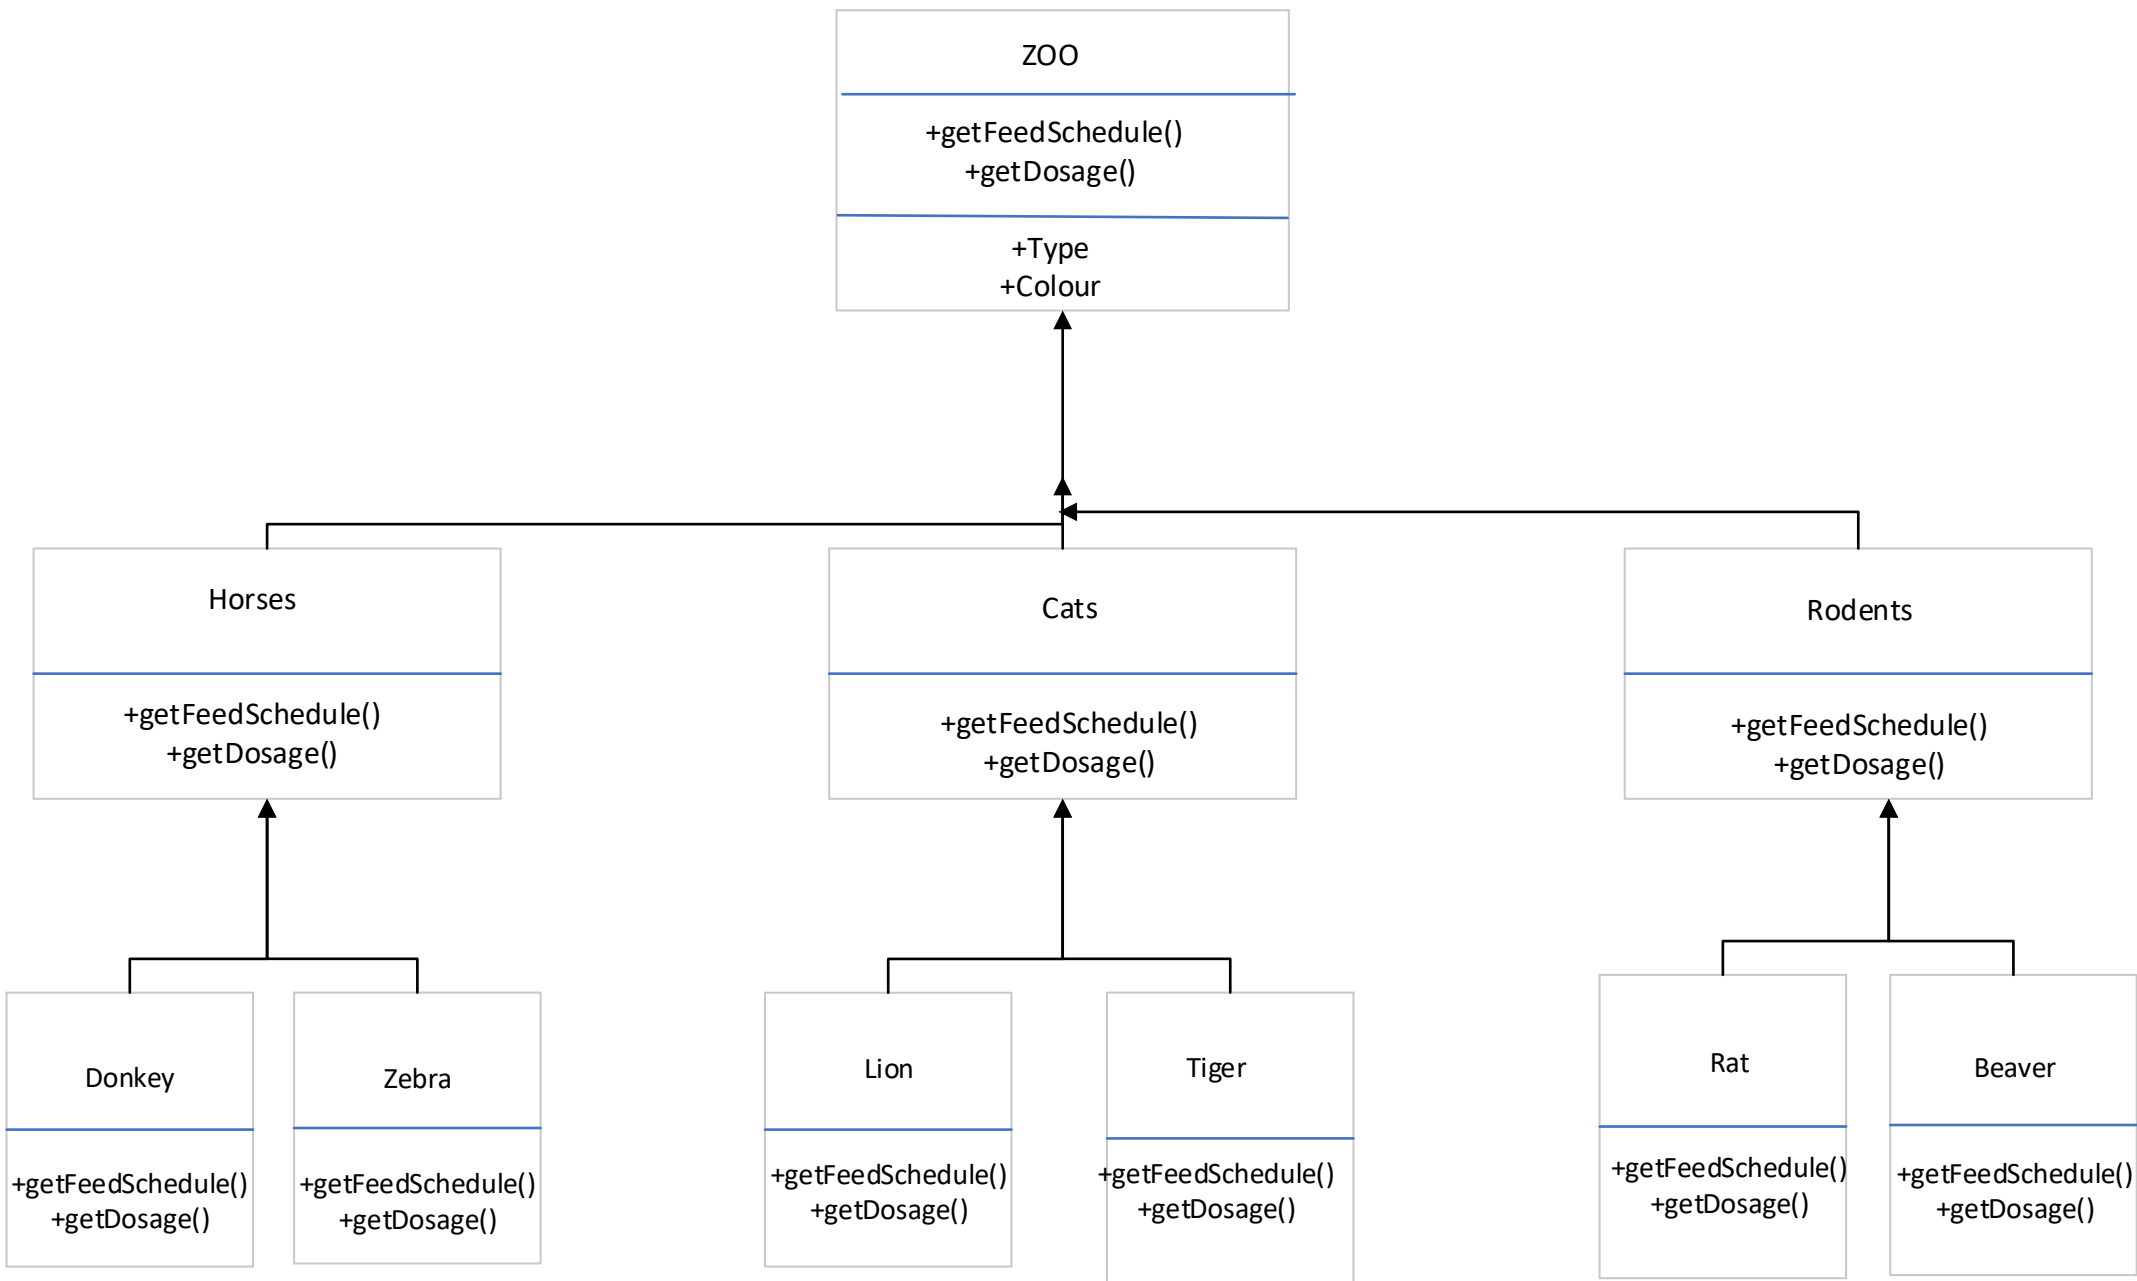 ZOO
+getFeedSchedule()
+getDosage()
+Type
+Colour
Horses
+getFeedSchedule()
+getDosage()
Cats
+getFeedSchedule()
+getDosage()
Rodents
+getFeedSchedule()
+getDosage()
Donkey
+getFeedSchedule()
+getDosage()
Zebra
+getFeedSchedule()
+getDosage()
Lion
+getFeedSchedule()
+getDosage()
Tiger
+getFeedSchedule()
+getDosage()
Rat
+getFeedSchedule()
+getDosage()
Beaver
+getFeedSchedule()
+getDosage()